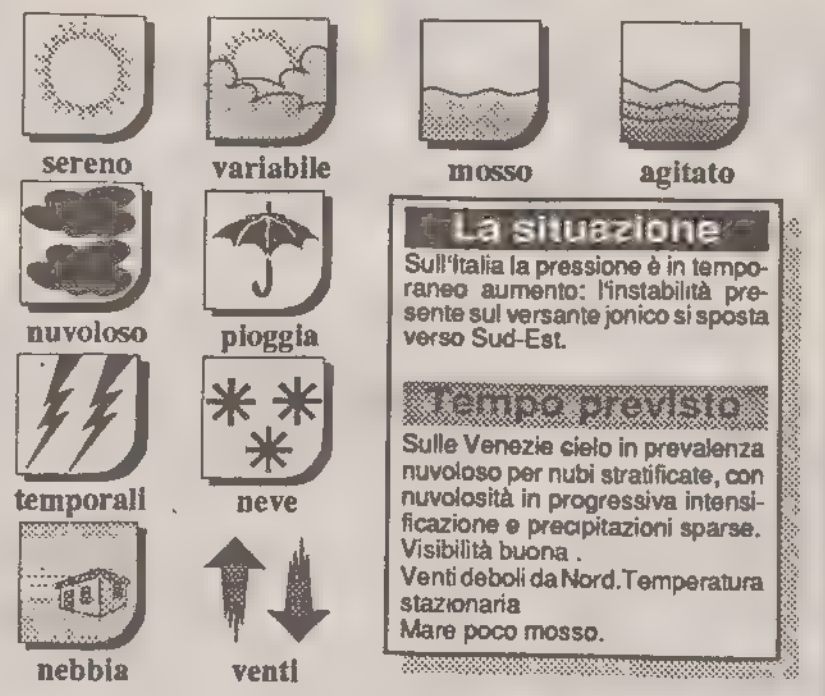 sereno variabile mosso agitato
nuvoloso pioggia
temporali neve
nebbia venti
La situazione
Sull'Italia la pressione è in tempo-
raneo aumento: l'instabilità pre-
sente sul versante jonico si sposta
verso Sud-Est.
Tempo previsto
Sulle Venezie cielo in prevalenza
nuvoloso per nubi stratificate, con
nuvolosità in progressiva intensi-
ficazione e precipitazioni sparse.
Visibilità buona .
Venti deboli da Nord. Temperatura
stazionaria
Mare poco mosso.